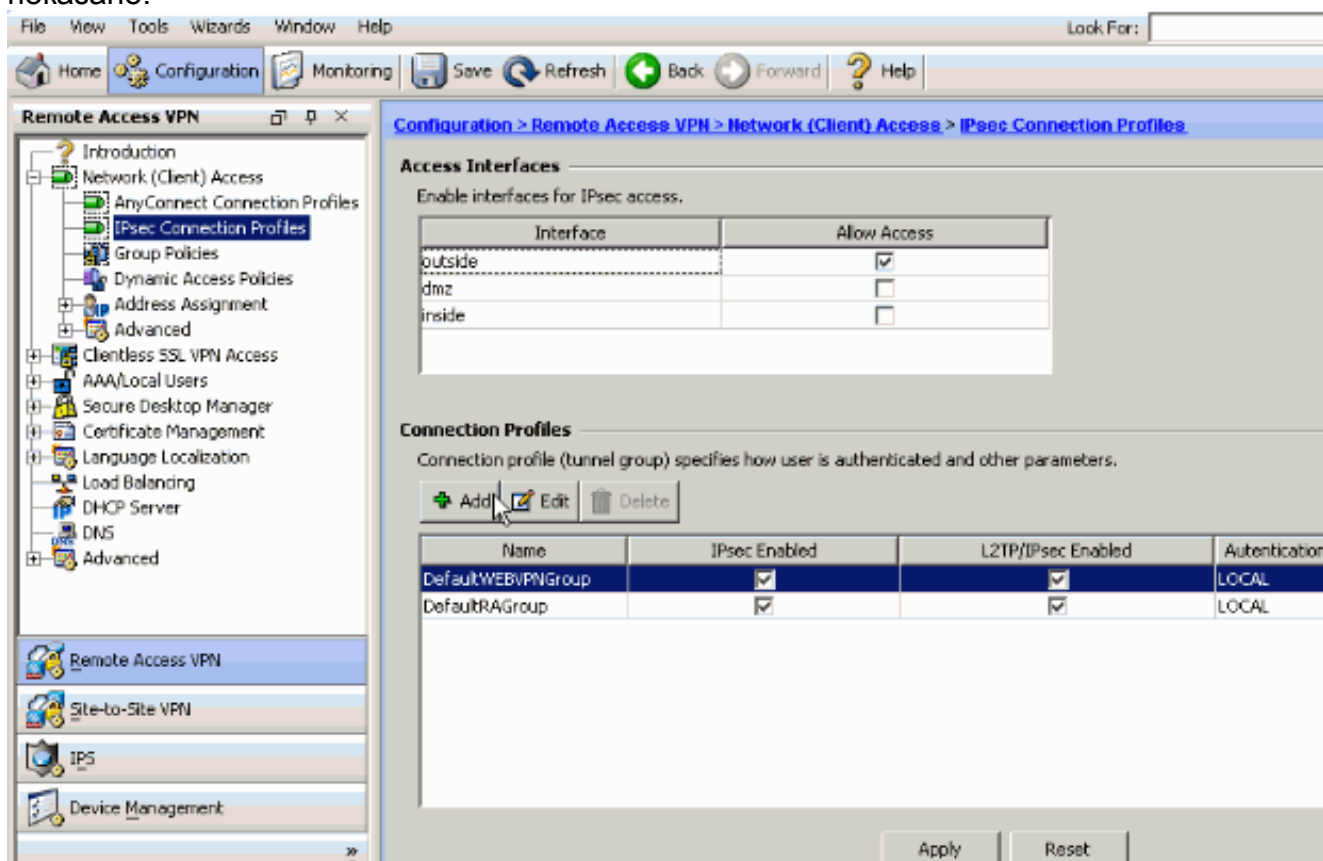 показано.
File View Tools Wizards Window Help Look For:
Home Configuration Monitoring Save Refresh Back Forward Help
Remote Access VPN
Introduction
Network (Client) Access
AnyConnect Connection Profiles
IPsec Connection Profiles
Group Policies
Dynamic Access Policies
Address Assignment
Advanced
Clientless SSL VPN Access
AAA/Local Users
Secure Desktop Manager
Certificate Management
Language Localization
Load Balancing
DHCP Server
DNS
Advanced
Remote Access VPN
Site-to-Site VPN
IPS
Device Management
»
Configuration > Remote Access VPN > Network (Client) Access > IPsec Connection Profiles
Access Interfaces
Enable interfaces for IPsec access.
Interface Allow Access
outside
dmz
inside
Connection Profiles
Connection profile (tunnel group) specifies how user is authenticated and other parameters.
Add Edit Delete
Name IPsec Enabled L2TP/IPsec Enabled Autentication
DefaultWEBVPNGroup LOCAL
DefaultRAGroup LOCAL
Apply Reset